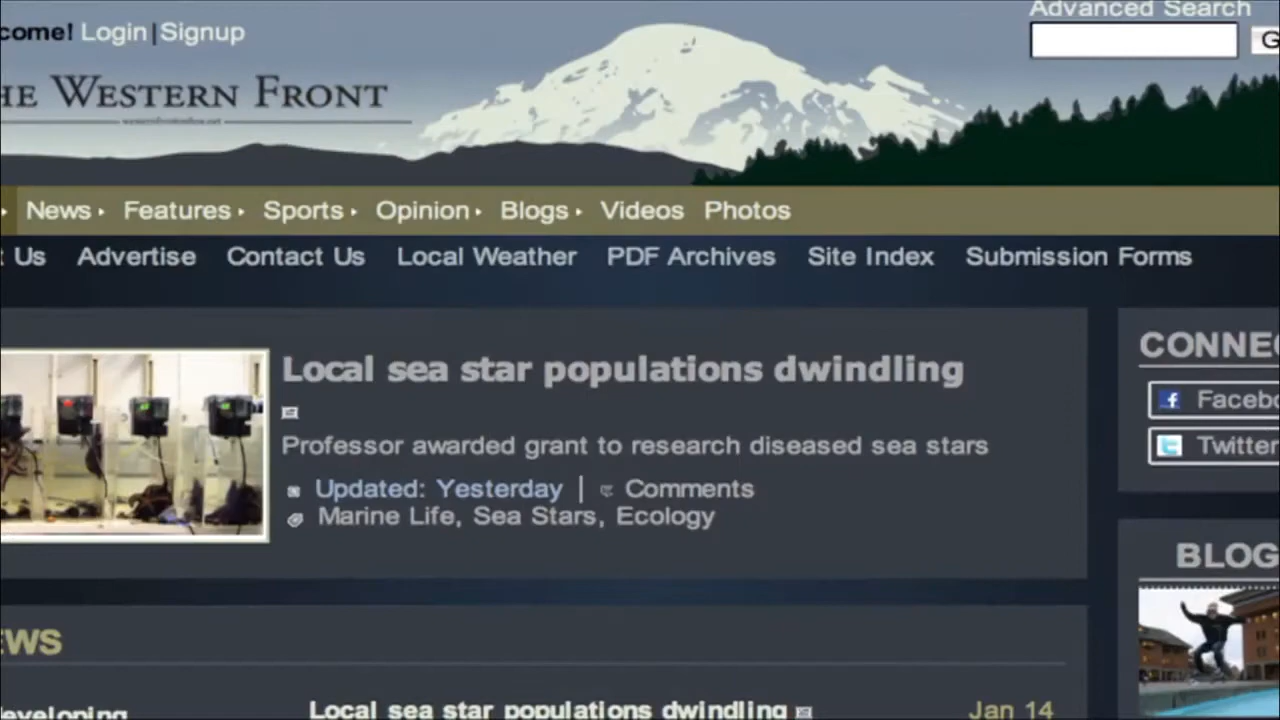 come! Login|Signup
Advanced Search
HE WESTERN FRONT
News Features Sports Opinion Blogs Videos Photos
t Us Advertise Contact Us Local Weather PDF Archives Site Index Submission Forms
Local sea star populations dwindling
Professor awarded grant to research diseased sea stars
Updated: Yesterday | Comments
Marine Life, Sea Stars, Ecology
CONNEC
Facebo
Twitter
BLOG
EWS
developing
Local sea star populations dwindling Jan 14